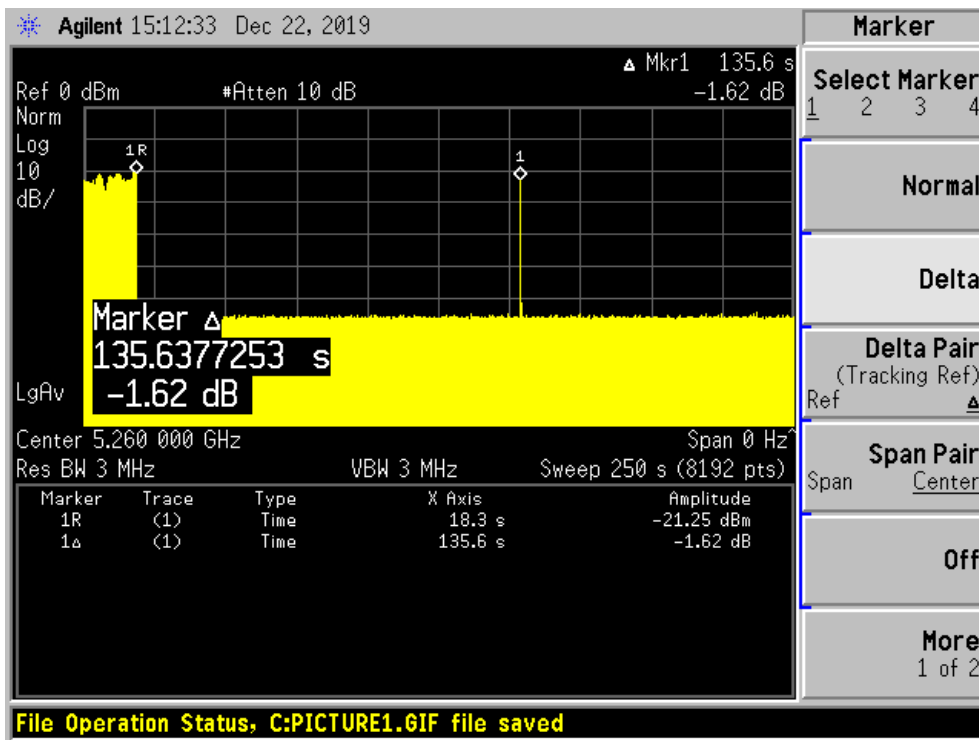 Agilent 15:12:33 Dec 22, 2019
Marker
Δ Mkr1 135.6 s
Ref 0 dBm #Atten 10 dB -1.62 dB
Norm
Log
10
dB/
1R
1
Marker Δ
135.6377253 s
-1.62 dB
LgAv
Center 5.260 000 GHz Span 0 Hz^
Res BW 3 MHz VBW 3 MHz Sweep 250 s (8192 pts)
Marker Trace Type X Axis Amplitude
1R (1) Time 18.3 s -21.25 dBm
1Δ (1) Time 135.6 s -1.62 dB
Select Marker
1 2 3 4
Normal
Delta
Delta Pair
(Tracking Ref)
Ref Δ
Span Pair
Span Center
Off
More
1 of 2
File Operation Status, C:PICTURE1.GIF file saved